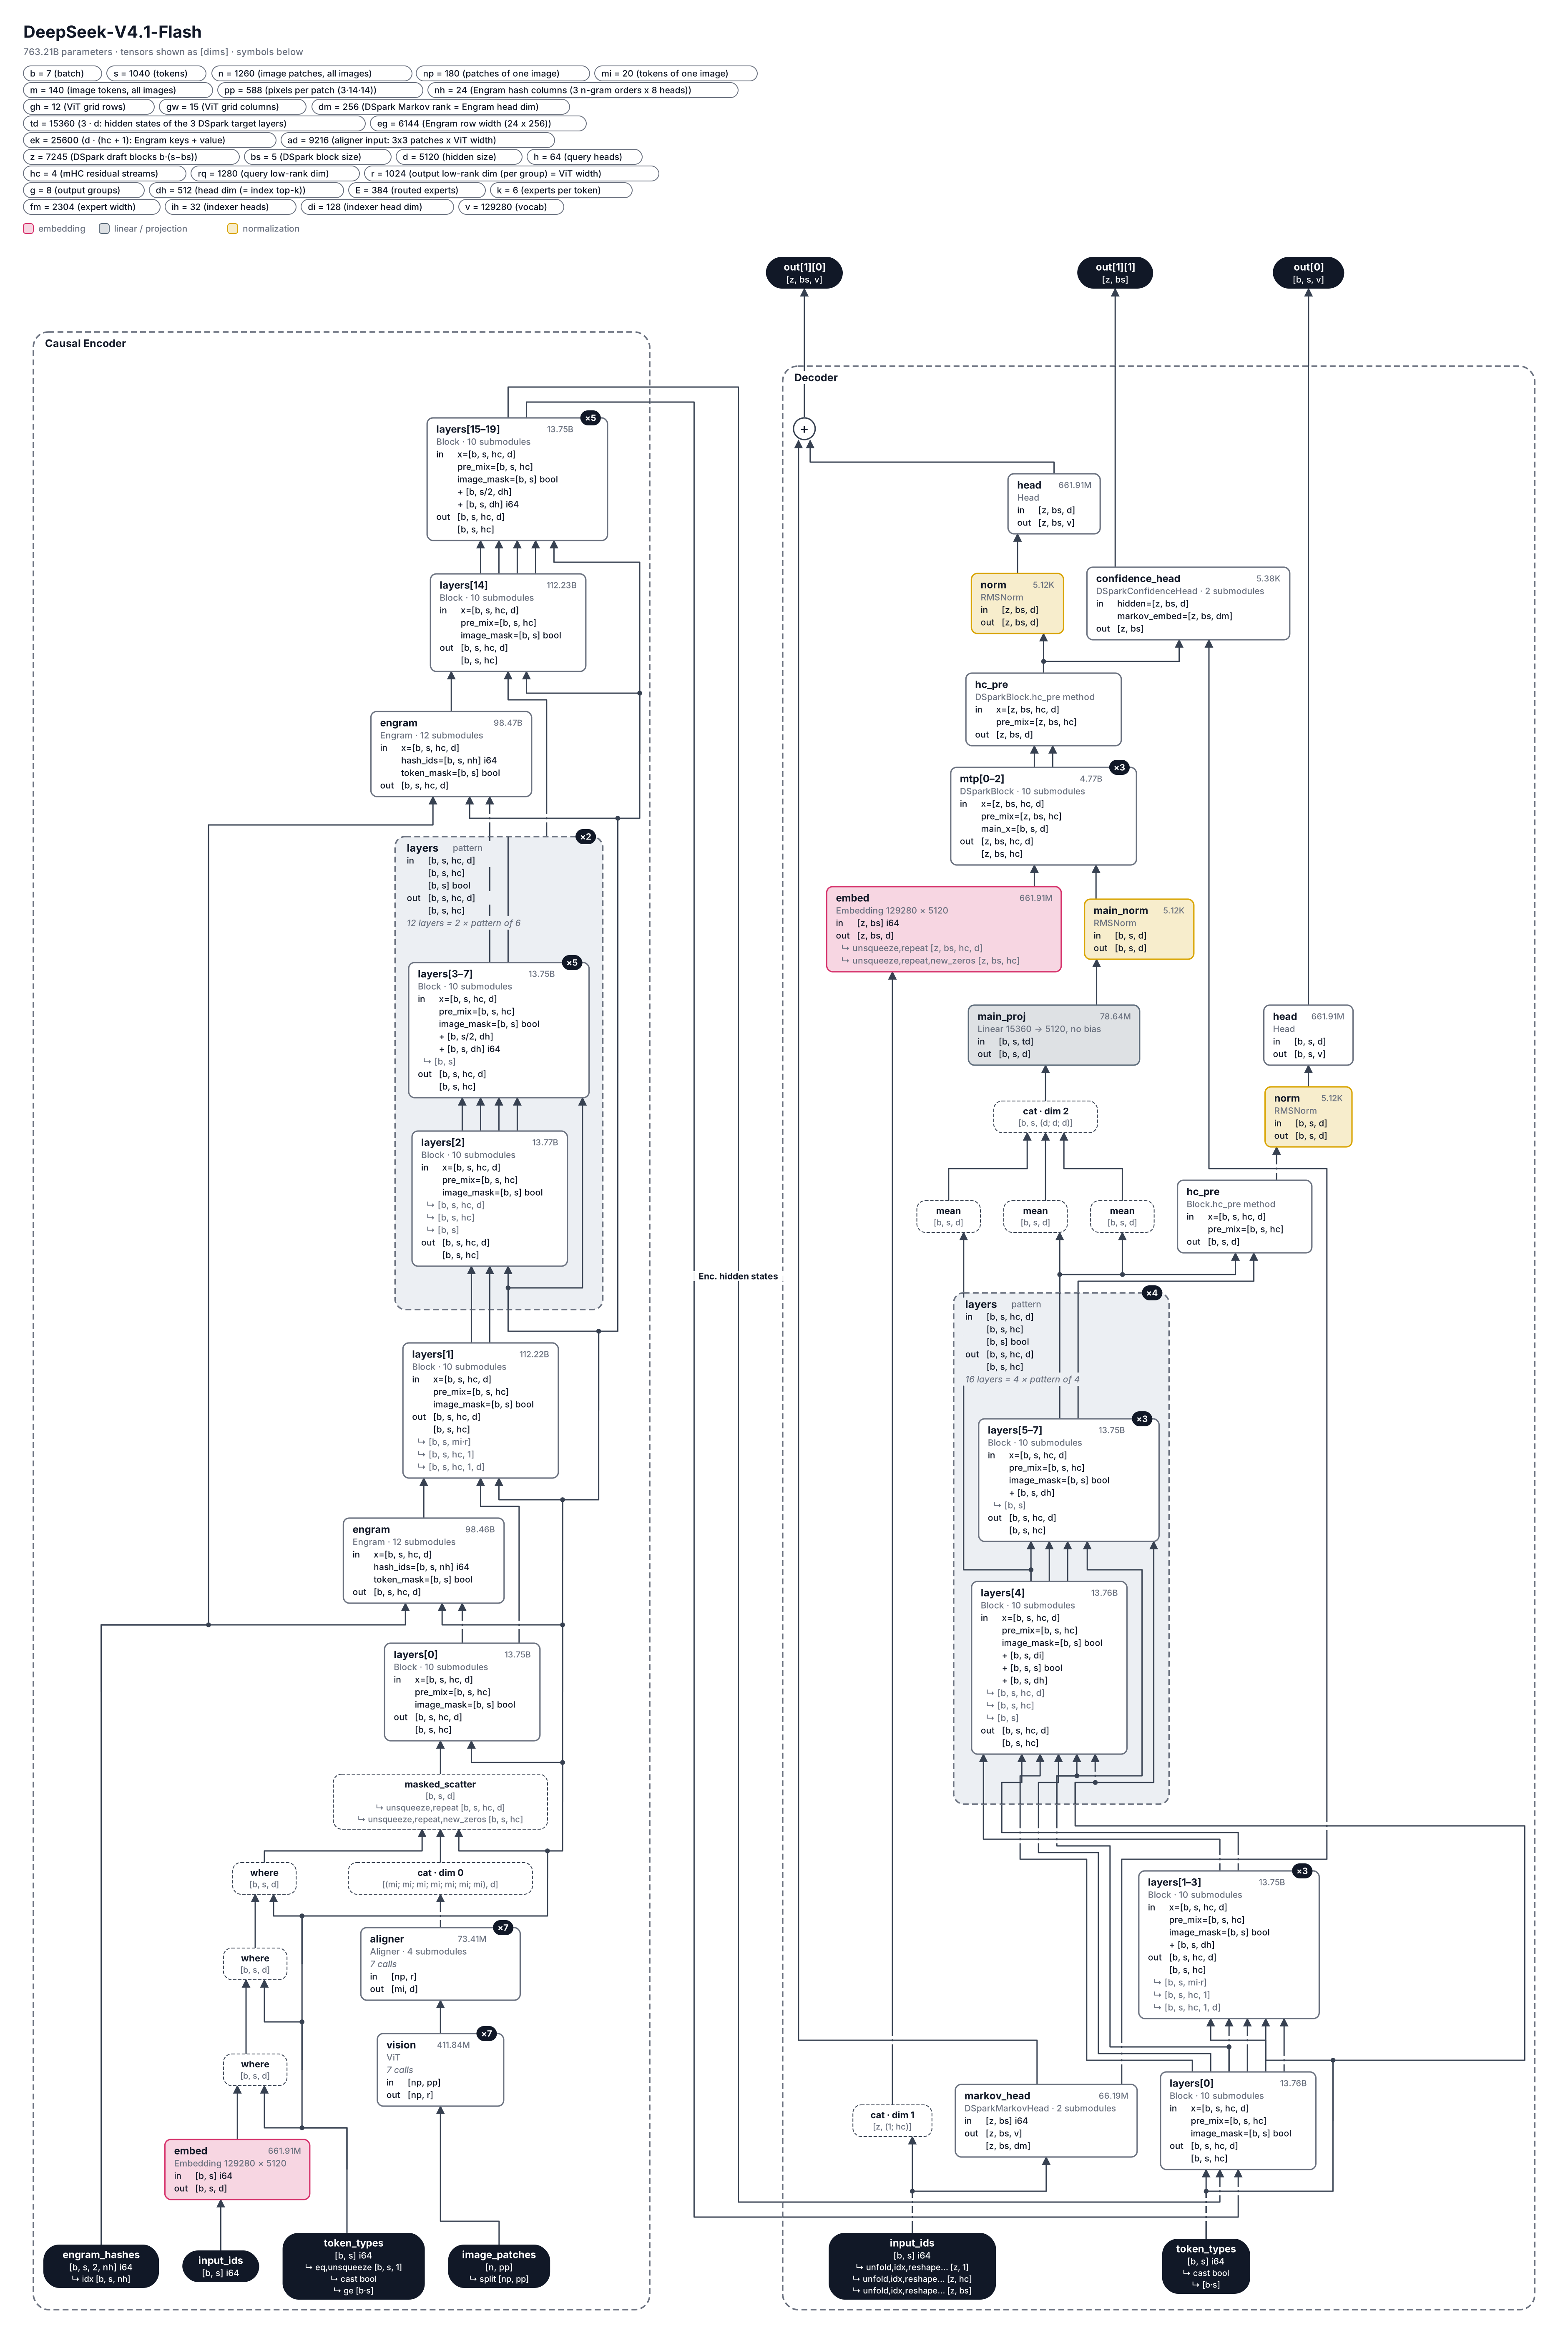 DeepSeek-V4.1-Flash
763.21B parameters · tensors shown as [dims] · symbols below
b = 7 (batch)
s = 1040 (tokens)
n = 1260 (image patches, all images)
np = 180 (patches of one image)
mi = 20 (tokens of one image)
m = 140 (image tokens, all images)
pp = 588 (pixels per patch (3·14·14))
nh = 24 (Engram hash columns (3 n-gram orders x 8 heads))
gh = 12 (ViT grid rows)
gw = 15 (ViT grid columns)
dm = 256 (DSpark Markov rank = Engram head dim)
td = 15360 (3 · d: hidden states of the 3 DSpark target layers)
eg = 6144 (Engram row width (24 x 256))
ek = 25600 (d · (hc + 1): Engram keys + value)
ad = 9216 (aligner input: 3x3 patches x ViT width)
z = 7245 (DSpark draft blocks b·(s−bs))
bs = 5 (DSpark block size)
d = 5120 (hidden size)
h = 64 (query heads)
hc = 4 (mHC residual streams)
rq = 1280 (query low-rank dim)
r = 1024 (output low-rank dim (per group) = ViT width)
g = 8 (output groups)
dh = 512 (head dim (= index top-k))
E = 384 (routed experts)
k = 6 (experts per token)
fm = 2304 (expert width)
ih = 32 (indexer heads)
di = 128 (indexer head dim)
v = 129280 (vocab)
embedding
linear / projection
normalization
out[1][0]
[z, bs, v]
out[1][1]
[z, bs]
out[0]
[b, s, v]
Causal Encoder
×5
layers[15–19] 13.75B
Block · 10 submodules
in x=[b, s, hc, d]
pre_mix=[b, s, hc]
image_mask=[b, s] bool
+ [b, s/2, dh]
+ [b, s, dh] i64
out [b, s, hc, d]
[b, s, hc]
layers[14] 112.23B
Block · 10 submodules
in x=[b, s, hc, d]
pre_mix=[b, s, hc]
image_mask=[b, s] bool
out [b, s, hc, d]
[b, s, hc]
engram 98.47B
Engram · 12 submodules
in x=[b, s, hc, d]
hash_ids=[b, s, nh] i64
token_mask=[b, s] bool
out [b, s, hc, d]
×2
layers pattern
in [b, s, hc, d]
[b, s, hc]
[b, s] bool
out [b, s, hc, d]
[b, s, hc]
12 layers = 2 × pattern of 6
×5
layers[3–7] 13.75B
Block · 10 submodules
in x=[b, s, hc, d]
pre_mix=[b, s, hc]
image_mask=[b, s] bool
+ [b, s/2, dh]
+ [b, s, dh] i64
↳ [b, s]
out [b, s, hc, d]
[b, s, hc]
layers[2] 13.77B
Block · 10 submodules
in x=[b, s, hc, d]
pre_mix=[b, s, hc]
image_mask=[b, s] bool
↳ [b, s, hc, d]
↳ [b, s, hc]
↳ [b, s]
out [b, s, hc, d]
[b, s, hc]
layers[1] 112.22B
Block · 10 submodules
in x=[b, s, hc, d]
pre_mix=[b, s, hc]
image_mask=[b, s] bool
out [b, s, hc, d]
[b, s, hc]
↳ [b, s, mi·r]
↳ [b, s, hc, 1]
↳ [b, s, hc, 1, d]
engram 98.46B
Engram · 12 submodules
in x=[b, s, hc, d]
hash_ids=[b, s, nh] i64
token_mask=[b, s] bool
out [b, s, hc, d]
layers[0] 13.75B
Block · 10 submodules
in x=[b, s, hc, d]
pre_mix=[b, s, hc]
image_mask=[b, s] bool
out [b, s, hc, d]
[b, s, hc]
masked_scatter
[b, s, d]
↳ unsqueeze,repeat [b, s, hc, d]
↳ unsqueeze,repeat,new_zeros [b, s, hc]
where
[b, s, d]
cat · dim 0
[(mi; mi; mi; mi; mi; mi; mi), d]
×7
aligner 73.41M
Aligner · 4 submodules
7 calls
in [np, r]
out [mi, d]
where
[b, s, d]
×7
vision 411.84M
ViT
7 calls
in [np, pp]
out [np, r]
where
[b, s, d]
embed 661.91M
Embedding 129280 × 5120
in [b, s] i64
out [b, s, d]
engram_hashes
[b, s, 2, nh] i64
↳ idx [b, s, nh]
input_ids
[b, s] i64
token_types
[b, s] i64
↳ eq,unsqueeze [b, s, 1]
↳ cast bool
↳ ge [b·s]
image_patches
[n, pp]
↳ split [np, pp]
Enc. hidden states
Decoder
+
head 661.91M
Head
in [z, bs, d]
out [z, bs, v]
norm 5.12K
RMSNorm
in [z, bs, d]
out [z, bs, d]
confidence_head 5.38K
DSparkConfidenceHead · 2 submodules
in hidden=[z, bs, d]
markov_embed=[z, bs, dm]
out [z, bs]
hc_pre
DSparkBlock.hc_pre method
in x=[z, bs, hc, d]
pre_mix=[z, bs, hc]
out [z, bs, d]
×3
mtp[0–2] 4.77B
DSparkBlock · 10 submodules
in x=[z, bs, hc, d]
pre_mix=[z, bs, hc]
main_x=[b, s, d]
out [z, bs, hc, d]
[z, bs, hc]
embed 661.91M
Embedding 129280 × 5120
in [z, bs] i64
out [z, bs, d]
↳ unsqueeze,repeat [z, bs, hc, d]
↳ unsqueeze,repeat,new_zeros [z, bs, hc]
main_norm 5.12K
RMSNorm
in [b, s, d]
out [b, s, d]
main_proj 78.64M
Linear 15360 → 5120, no bias
in [b, s, td]
out [b, s, d]
head 661.91M
Head
in [b, s, d]
out [b, s, v]
cat · dim 2
[b, s, (d; d; d)]
norm 5.12K
RMSNorm
in [b, s, d]
out [b, s, d]
mean
[b, s, d]
mean
[b, s, d]
mean
[b, s, d]
hc_pre
Block.hc_pre method
in x=[b, s, hc, d]
pre_mix=[b, s, hc]
out [b, s, d]
×4
layers pattern
in [b, s, hc, d]
[b, s, hc]
[b, s] bool
out [b, s, hc, d]
[b, s, hc]
16 layers = 4 × pattern of 4
×3
layers[5–7] 13.75B
Block · 10 submodules
in x=[b, s, hc, d]
pre_mix=[b, s, hc]
image_mask=[b, s] bool
+ [b, s, dh]
↳ [b, s]
out [b, s, hc, d]
[b, s, hc]
layers[4] 13.76B
Block · 10 submodules
in x=[b, s, hc, d]
pre_mix=[b, s, hc]
image_mask=[b, s] bool
+ [b, s, di]
+ [b, s, s] bool
+ [b, s, dh]
↳ [b, s, hc, d]
↳ [b, s, hc]
↳ [b, s]
out [b, s, hc, d]
[b, s, hc]
×3
layers[1–3] 13.75B
Block · 10 submodules
in x=[b, s, hc, d]
pre_mix=[b, s, hc]
image_mask=[b, s] bool
+ [b, s, dh]
out [b, s, hc, d]
[b, s, hc]
↳ [b, s, mi·r]
↳ [b, s, hc, 1]
↳ [b, s, hc, 1, d]
cat · dim 1
[z, (1; hc)]
markov_head 66.19M
DSparkMarkovHead · 2 submodules
in [z, bs] i64
out [z, bs, v]
[z, bs, dm]
layers[0] 13.76B
Block · 10 submodules
in x=[b, s, hc, d]
pre_mix=[b, s, hc]
image_mask=[b, s] bool
out [b, s, hc, d]
[b, s, hc]
input_ids
[b, s] i64
↳ unfold,idx,reshape… [z, 1]
↳ unfold,idx,reshape… [z, hc]
↳ unfold,idx,reshape… [z, bs]
token_types
[b, s] i64
↳ cast bool
↳ [b·s]